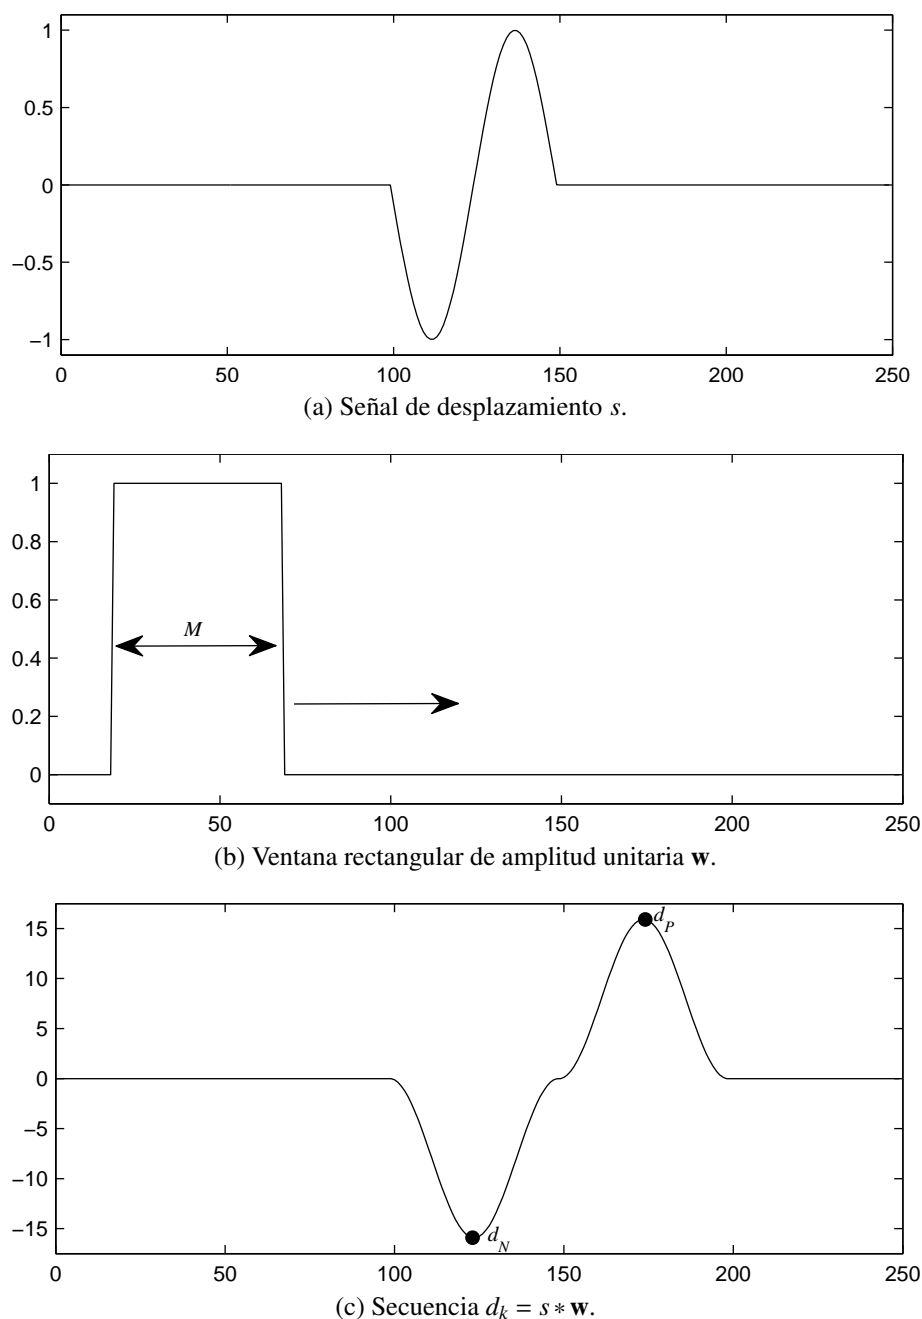 1
0.5
0
−0.5
−1
0 50 100 150 200 250
(a) Señal de desplazamiento s.
1
0.8
0.6
M
0.4
0.2
0
0 50 100 150 200 250
(b) Ventana rectangular de amplitud unitaria w.
15
d_P
10
5
0
−5
−10
−15
d_N
0 50 100 150 200 250
(c) Secuencia d_k = s ∗ w.